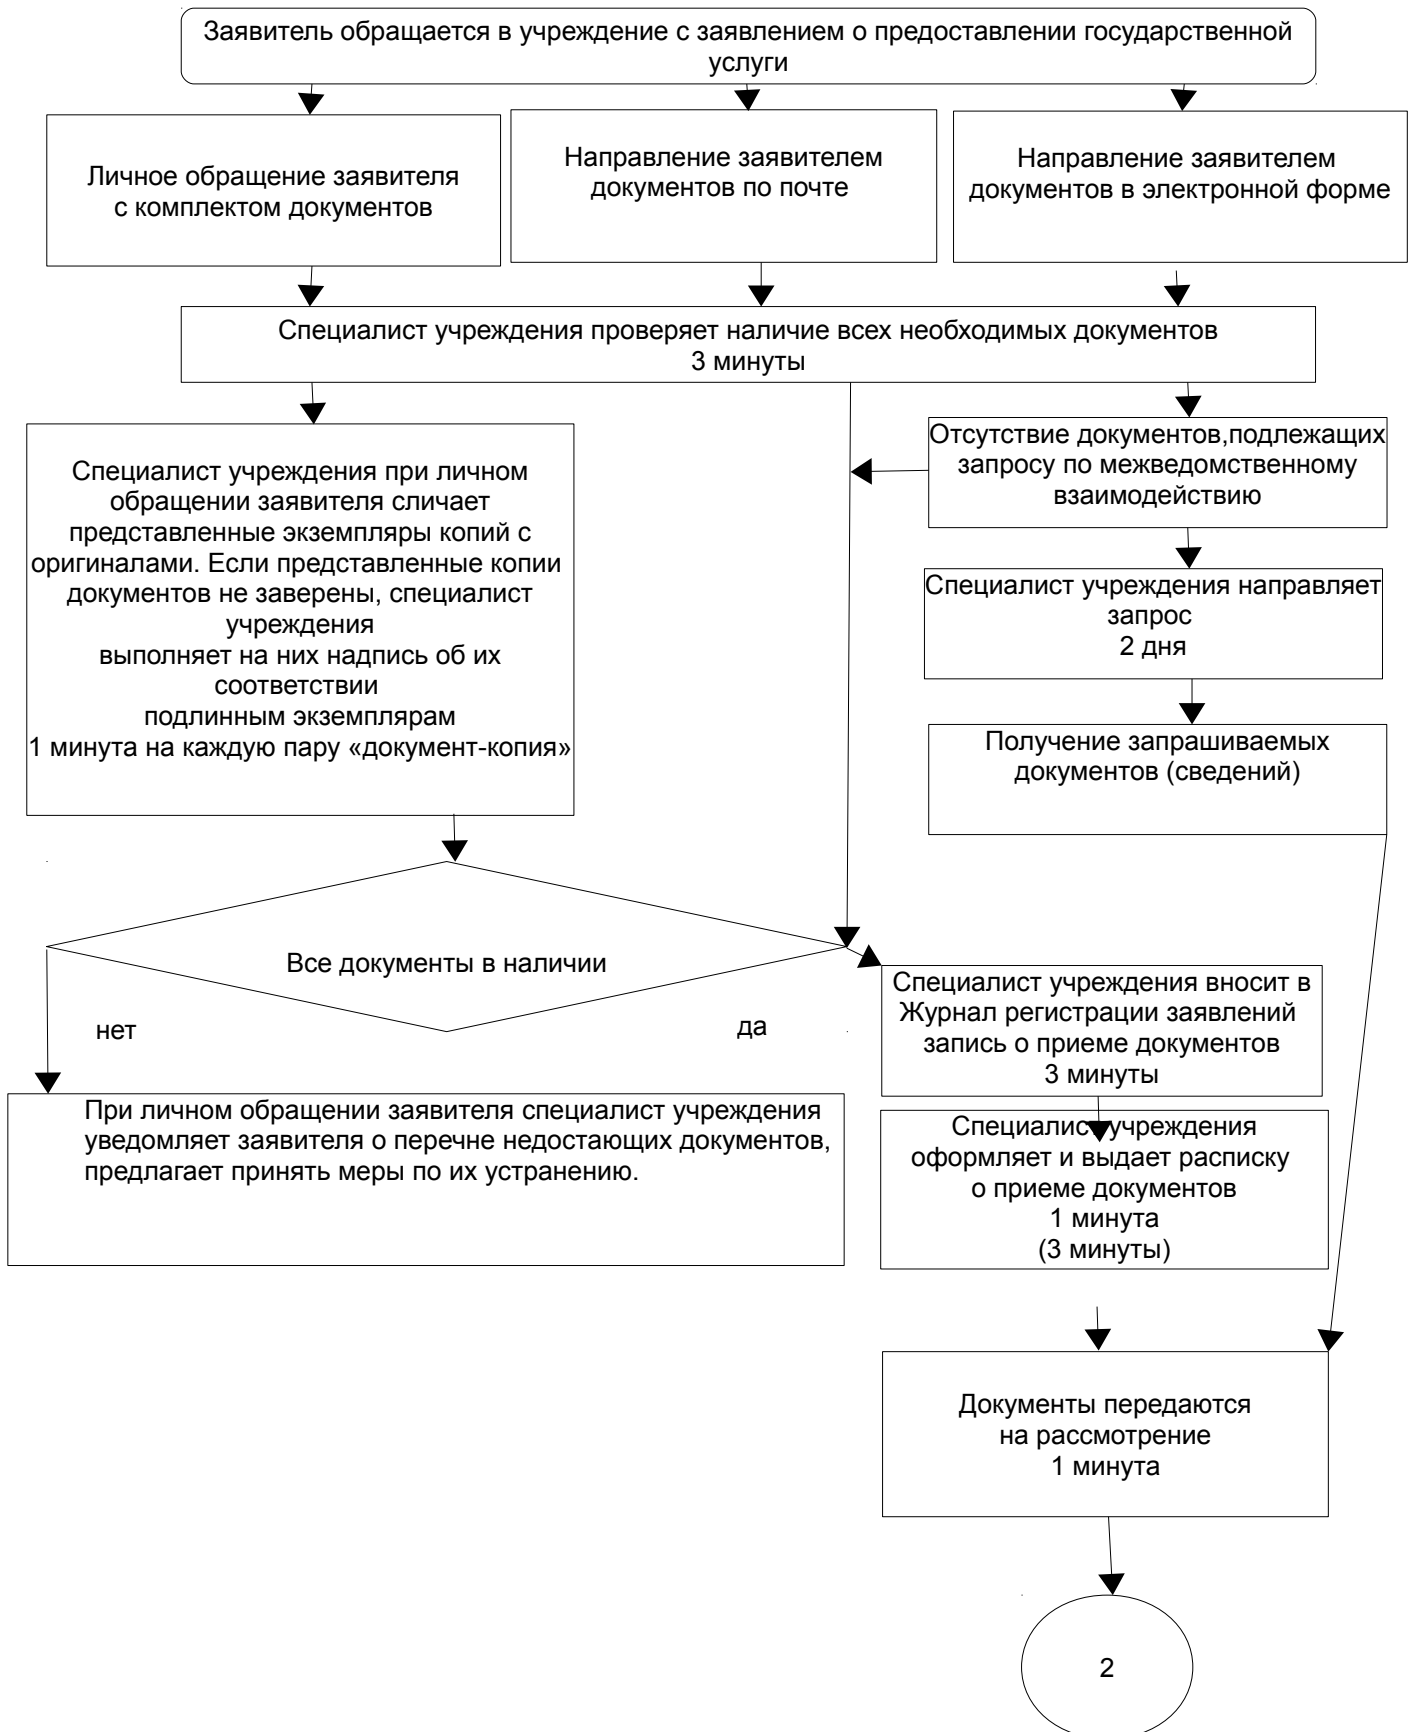 Заявитель обращается в учреждение с заявлением о предоставлении государственной
услуги
Личное обращение заявителя
с комплектом документов
Направление заявителем
документов по почте
Направление заявителем
документов в электронной форме
Специалист учреждения проверяет наличие всех необходимых документов
3 минуты
Специалист учреждения при личном
обращении заявителя сличает
представленные экземпляры копий с
оригиналами. Если представленные копии
документов не заверены, специалист
учреждения
выполняет на них надпись об их
соответствии
подлинным экземплярам
1 минута на каждую пару «документ-копия»
Отсутствие документов,подлежащих
запросу по межведомственному
взаимодействию
Специалист учреждения направляет
запрос
2 дня
Получение запрашиваемых
документов (сведений)
Все документы в наличии
нет
да
Специалист учреждения вносит в
Журнал регистрации заявлений
запись о приеме документов
3 минуты
При личном обращении заявителя специалист учреждения
уведомляет заявителя о перечне недостающих документов,
предлагает принять меры по их устранению.
Специалист учреждения
оформляет и выдает расписку
о приеме документов
1 минута
(3 минуты)
Документы передаются
на рассмотрение
1 минута
2